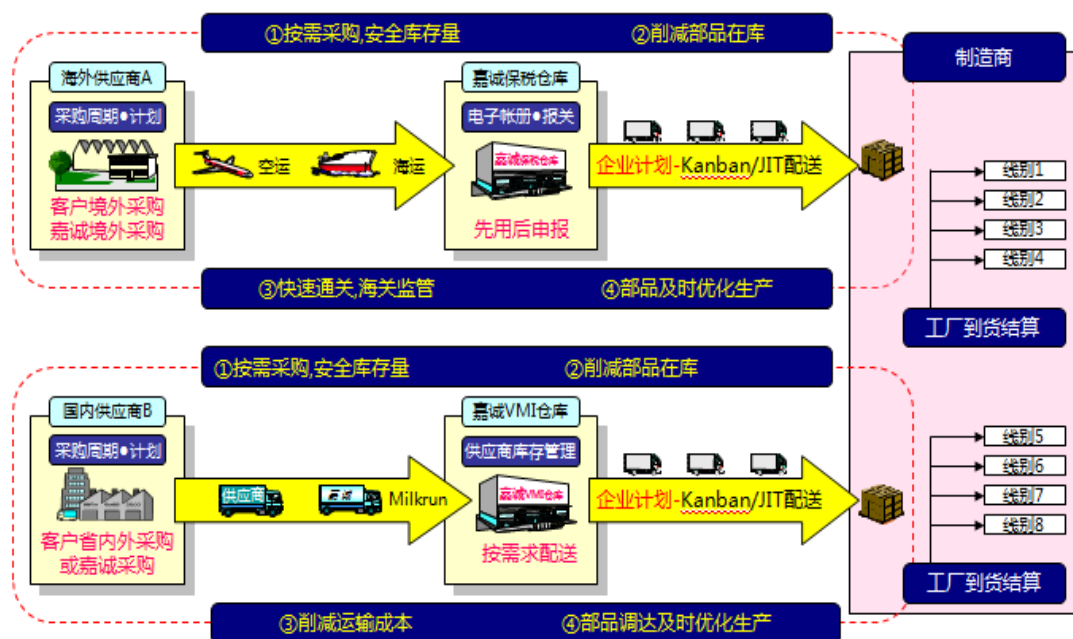 ①按需采购,安全库存量 ②削减部品在库
制造商
海外供应商A
采购周期●计划
客户境外采购
嘉诚境外采购
空运
海运
嘉诚保税仓库
电子帐册●报关
嘉诚保税仓库
先用后申报
企业计划-Kanban/JIT配送
线别1
线别2
线别3
线别4
工厂到货结算
③快速通关,海关监管 ④部品及时优化生产
①按需采购,安全库存量 ②削减部品在库
国内供应商B
采购周期●计划
客户省内外采购
或嘉诚采购
供应商
嘉诚
Milkrun
嘉诚VMI仓库
供应商库存管理
嘉诚VMI仓库
按需求配送
企业计划-Kanban/JIT配送
线别5
线别6
线别7
线别8
工厂到货结算
③削减运输成本 ④部品调达及时优化生产